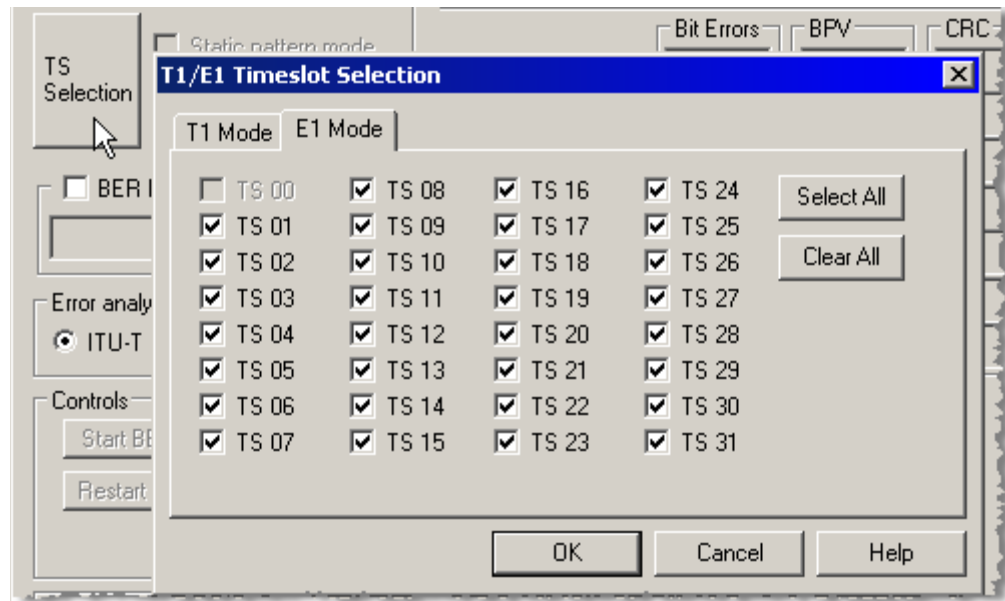 Bit Errors BPV CRC
Static pattern mode
TS
Selection
T1/E1 Timeslot Selection
T1 Mode E1 Mode
BER
TS 00 TS 08 TS 16 TS 24 Select All
TS 01 TS 09 TS 17 TS 25
TS 02 TS 10 TS 18 TS 26 Clear All
TS 03 TS 11 TS 19 TS 27
Error analy
ITU-T
TS 04 TS 12 TS 20 TS 28
TS 05 TS 13 TS 21 TS 29
Controls
TS 06 TS 14 TS 22 TS 30
Start BE
TS 07 TS 15 TS 23 TS 31
Restart
OK Cancel Help